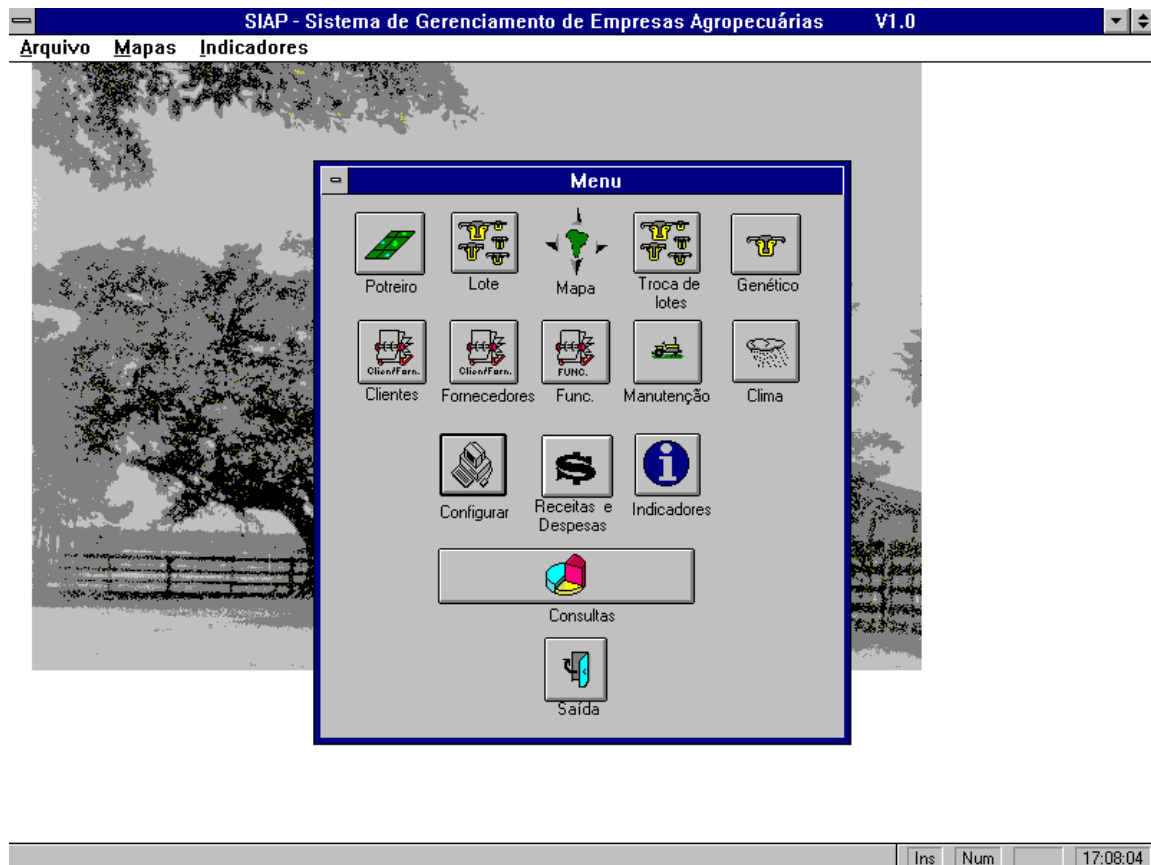 SIAP - Sistema de Gerenciamento de Empresas Agropecuárias V1.0
Arquivo Mapas Indicadores
Menu
Potreiro Lote Mapa Troca de lotes Genético
Clien/Forn. Clien/Forn. FUNC.
Clientes Fornecedores Func. Manutenção Clima
Configurar Receitas e Despesas Indicadores
Consultas
Saída
Ins Num 17:08:04